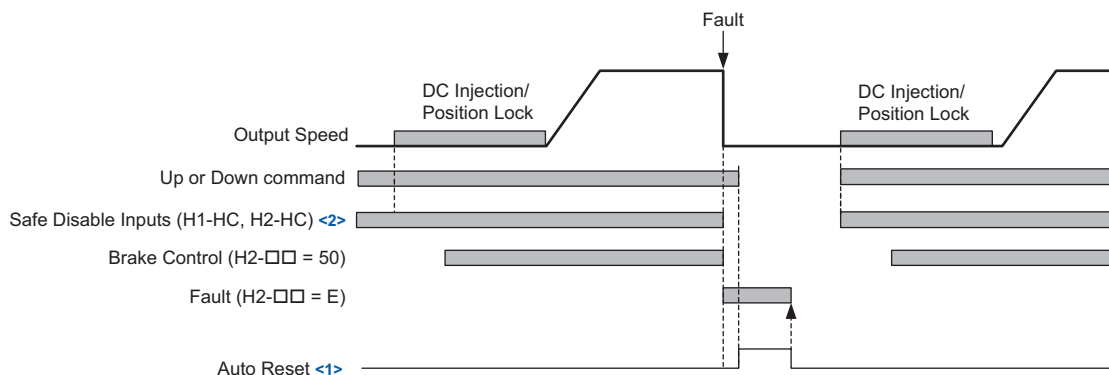 Fault
DC Injection/
Position Lock
DC Injection/
Position Lock
Output Speed
Up or Down command
Safe Disable Inputs (H1-HC, H2-HC) <2>
Brake Control (H2-□□ = 50)
Fault (H2-□□ = E)
Auto Reset <1>